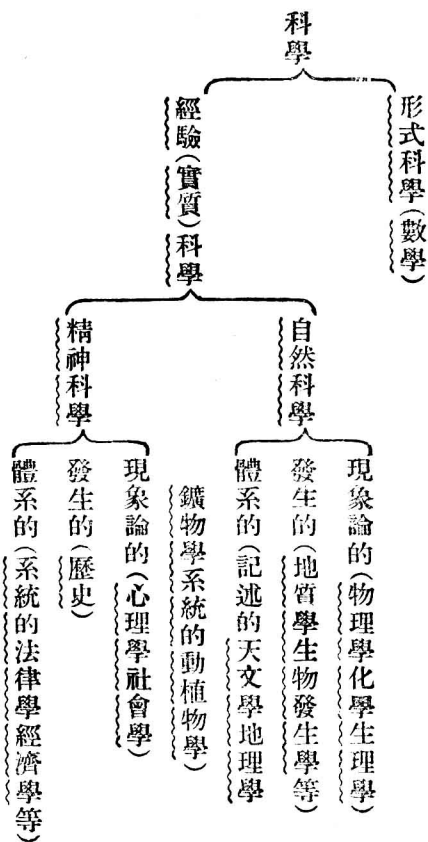 科學
形式科學(數學)
經驗(實質)科學
自然科學
現象論的(物理學化學生理學)
發生的(地質學生物發生學等)
體系的(記述的天文學地理學
鑛物學系統的動植物學)
精神科學
現象論的(心理學社會學)
發生的(歷史)
體系的(系統的法律學經濟學等)